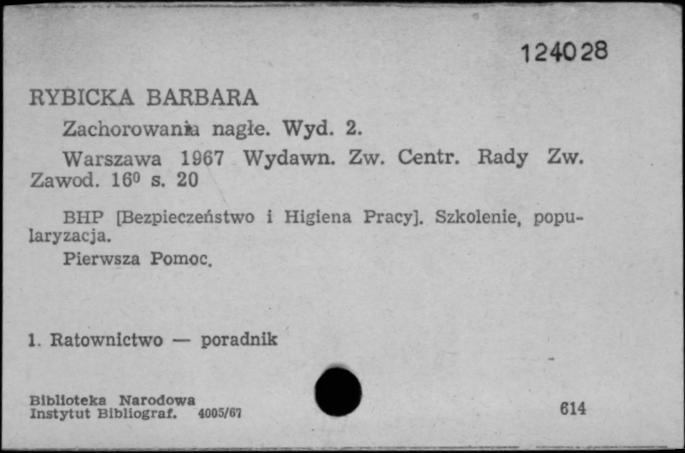 124028
RYBICKA BARBARA
Zachorowania nagłe. Wyd. 2.
Warszawa 1967 Wydawn. Zw. Centr. Rady Zw.
Zawod. 16º s. 20
BHP [Bezpieczeństwo i Higiena Pracy]. Szkolenie, popu-
laryzacja.
Pierwsza Pomoc.
1. Ratownictwo — poradnik
Biblioteka Narodowa
Instytut Bibliograf. 4005/67
614